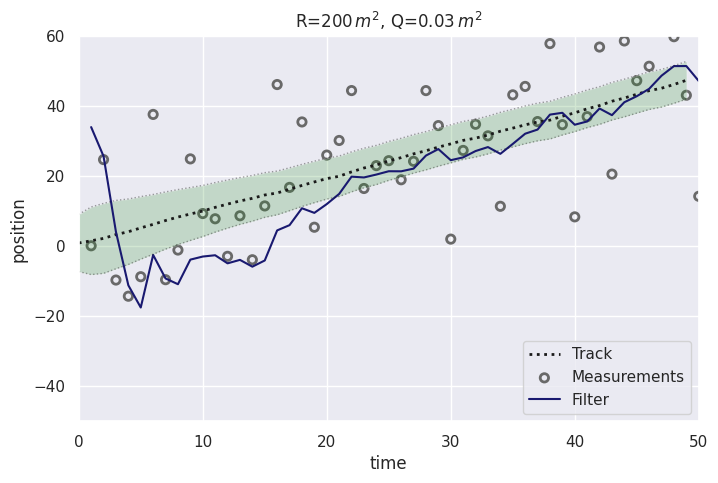 R=200 m², Q=0.03 m²
60
40
20
0
−20
−40
position
0 10 20 30 40 50
time
Track
Measurements
Filter